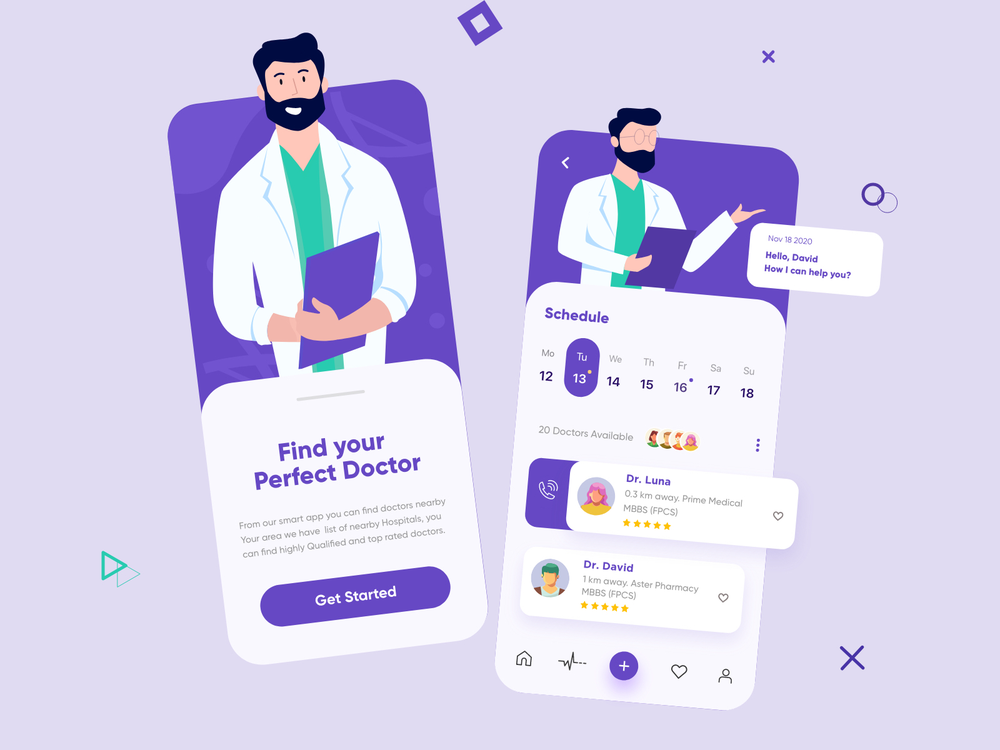 Find your
Perfect Doctor
From our smart app you can find doctors nearby
Your area we have list of nearby Hospitals, you
can find highly Qualified and top rated doctors.
Get Started
Nov 18 2020
Hello, David
How I can help you?
Schedule
Mo Tu We Th Fr Sa Su
12 13 14 15 16 17 18
20 Doctors Available
Dr. Luna
0.3 km away. Prime Medical
MBBS (FPCS)
Dr. David
1 km away. Aster Pharmacy
MBBS (FPCS)